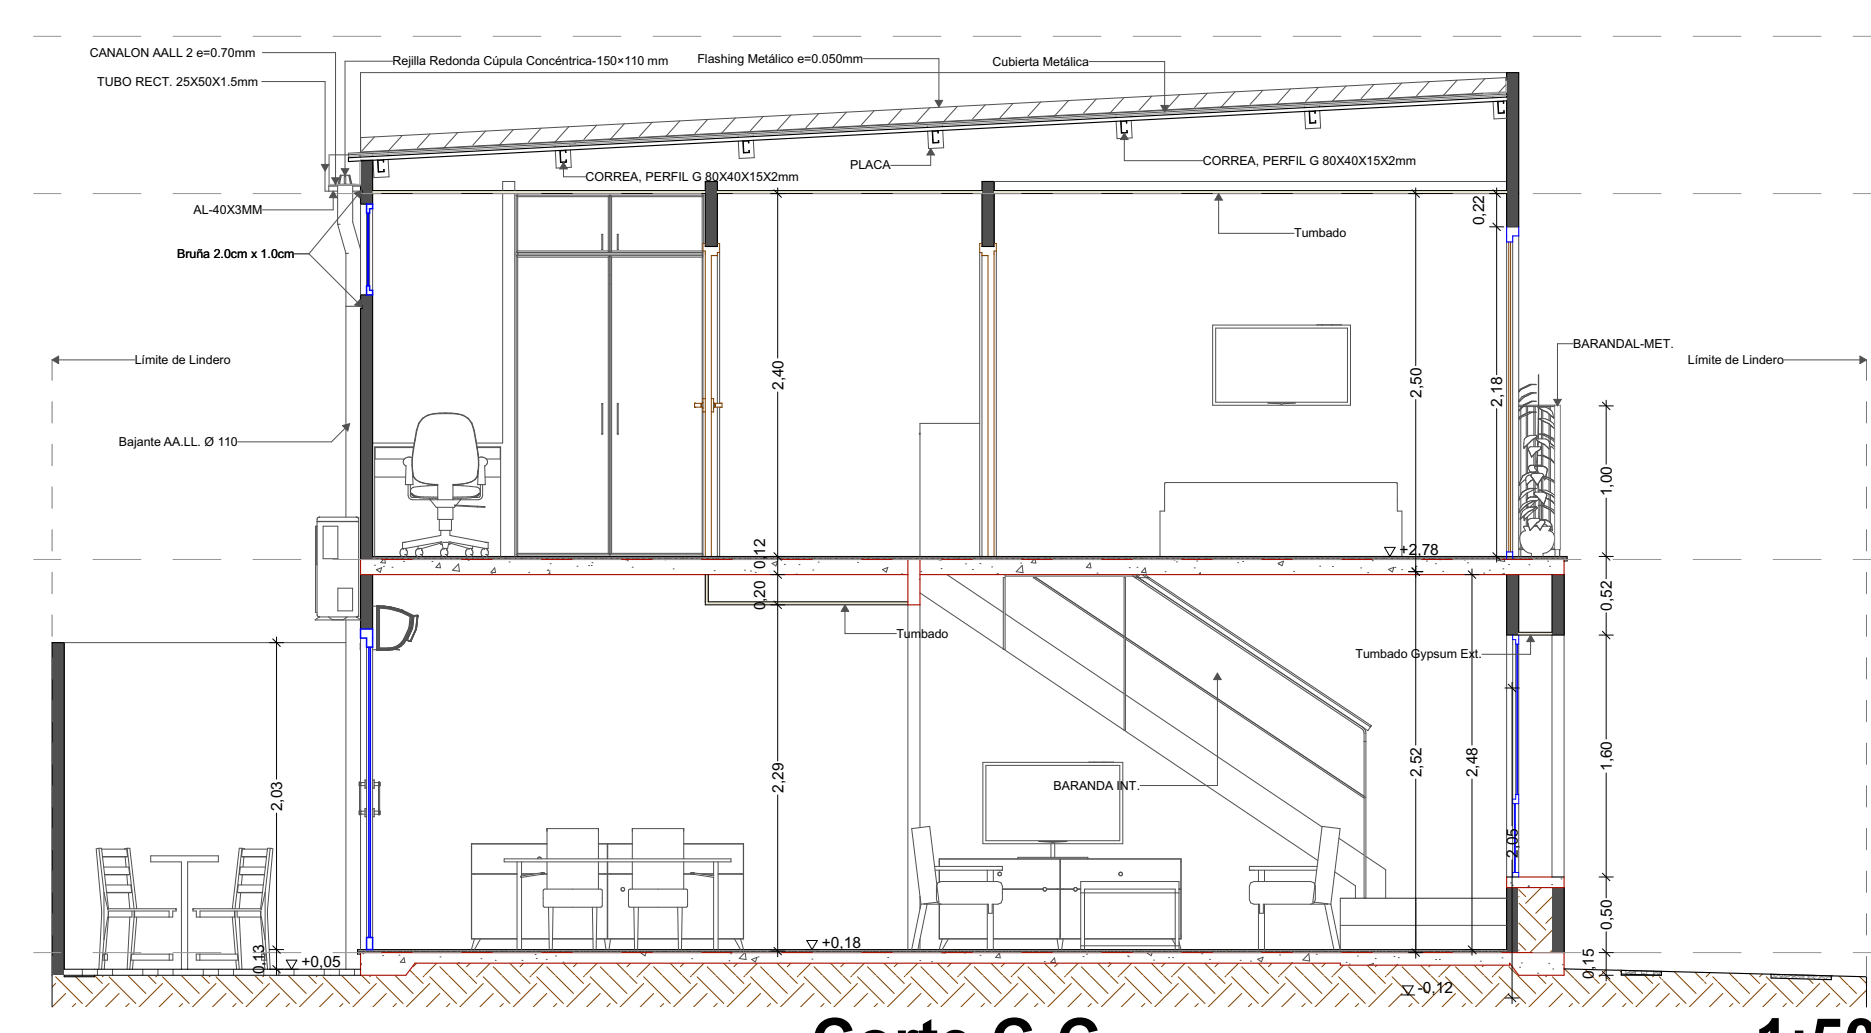 CANALON AALL 2 e=0.70mm
Rejilla Redonda Cúpula Concéntrica-150×110 mm
Flashing Metálico e=0.050mm
Cubierta Metálica
TUBO RECT. 25X50X1.5mm
PLACA
CORREA, PERFIL G 80X40X15X2mm
CORREA, PERFIL G 80X40X15X2mm
AL-40X3MM
0,22
Tumbado
Bruña 2.0cm x 1.0cm
BARANDAL-MET.
Límite de Lindero
Límite de Lindero
2,40
2,50
2,18
Bajante AA.LL. Ø 110
1,00
0,12
+2,78
0,20
0,52
Tumbado
Tumbado Gypsum Ext.
2,03
2,29
BARANDA INT.
2,52
2,48
1,60
2,05
0,50
+0,18
0,13
+0,05
0,15
-0,12
Corte C-C
1:50